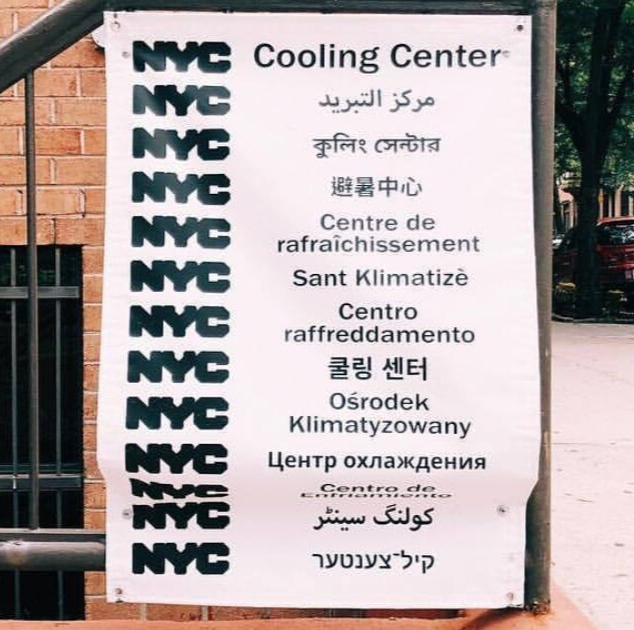 NYC Cooling Center
NYC مركز التبريد
NYC কুলিং সেন্টার
NYC 避暑中心
NYC Centre de
rafraîchissement
NYC Sant Klimatizè
NYC Centro
raffreddamento
NYC 쿨링 센터
NYC Ośrodek
Klimatyzowany
NYC Центр охлаждения
NYC Centro de
Enfriamiento
NYC کولنگ سینٹر
NYC קיל־צענטער